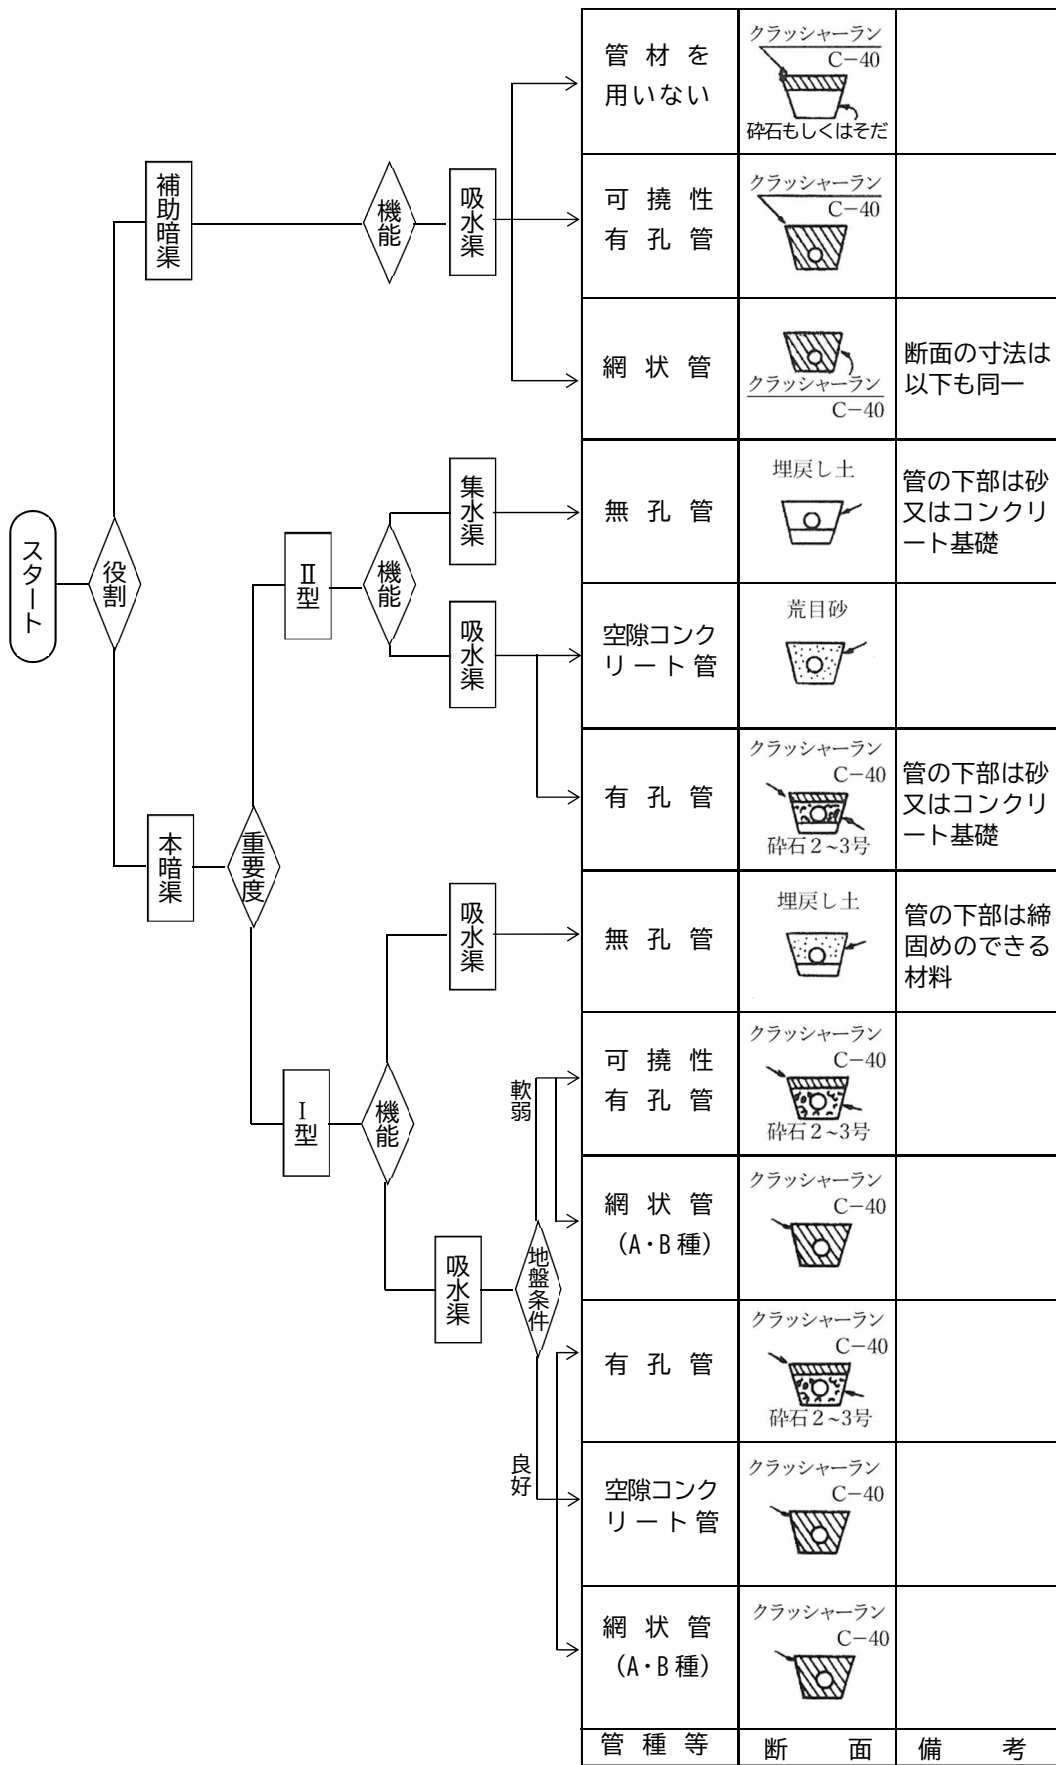 スタート
役割
補助暗渠
機能
吸水渠
本暗渠
重要度
Ⅱ型
機能
集水渠
吸水渠
Ⅰ型
機能
吸水渠
吸水渠
地盤条件
軟弱
良好
管材を
用いない
クラッシャーラン
C−40
砕石もしくはそだ
可撓性
有孔管
クラッシャーラン
C−40
網状管
クラッシャーラン
C−40
断面の寸法は
以下も同一
無孔管
埋戻し土
管の下部は砂
又はコンクリ
ート基礎
空隙コンク
リート管
荒目砂
有孔管
クラッシャーラン
C−40
砕石2~3号
管の下部は砂
又はコンクリ
ート基礎
無孔管
埋戻し土
管の下部は締
固めのできる
材料
可撓性
有孔管
クラッシャーラン
C−40
砕石2~3号
網状管
(A・B種)
クラッシャーラン
C−40
有孔管
クラッシャーラン
C−40
砕石2~3号
空隙コンク
リート管
クラッシャーラン
C−40
網状管
(A・B種)
クラッシャーラン
C−40
管種等
断面
備考